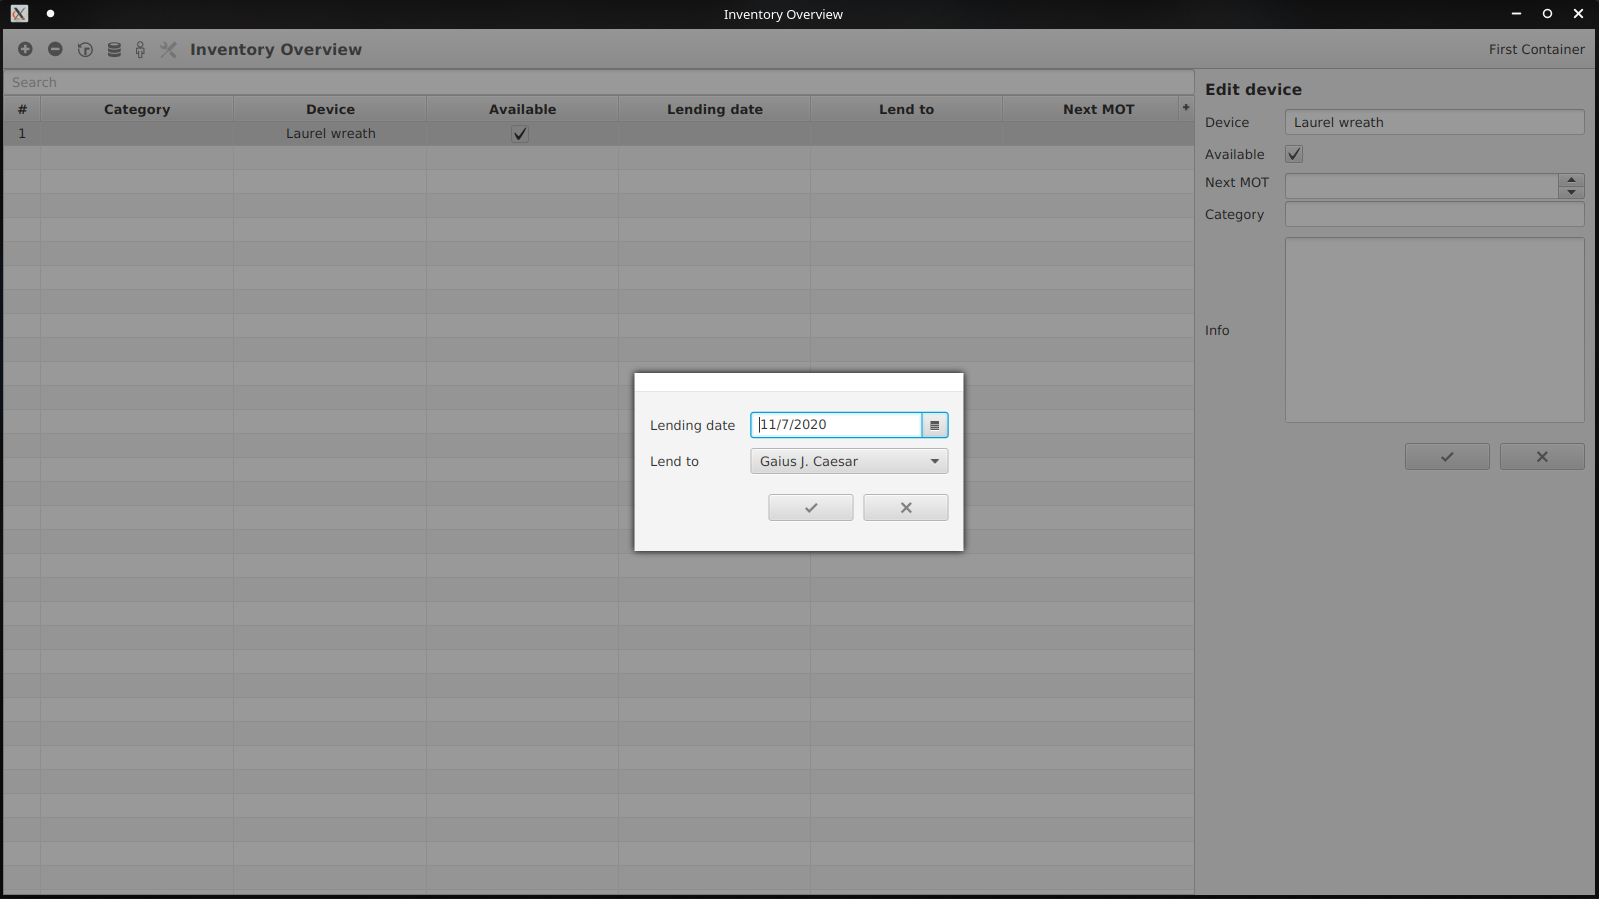 Inventory Overview
Inventory Overview
First Container
Search
# Category Device Available Lending date Lend to Next MOT +
1 Laurel wreath
Edit device
Device Laurel wreath
Available
Next MOT
Category
Info
Lending date 11/7/2020
Lend to Gaius J. Caesar